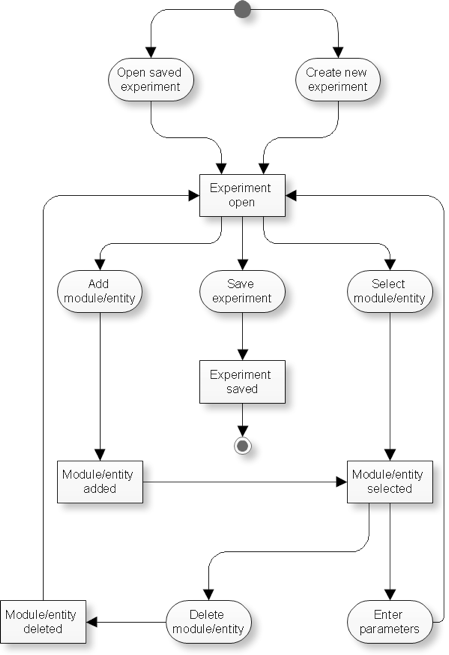 Open saved
experiment
Create new
experiment
Experiment
open
Add
module/entity
Save
experiment
Select
module/entity
Experiment
saved
Module/entity
added
Module/entity
selected
Module/entity
deleted
Delete
module/entity
Enter
parameters